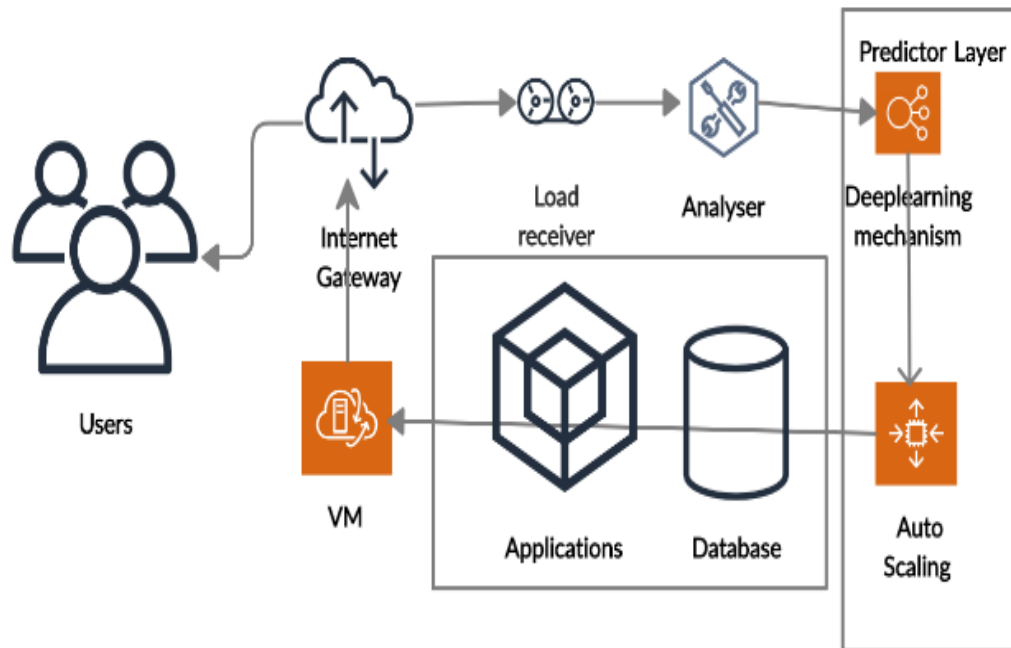 Predictor Layer
Load
receiver
Analyser
Deeplearning
mechanism
Internet
Gateway
Users
VM
Applications
Database
Auto
Scaling